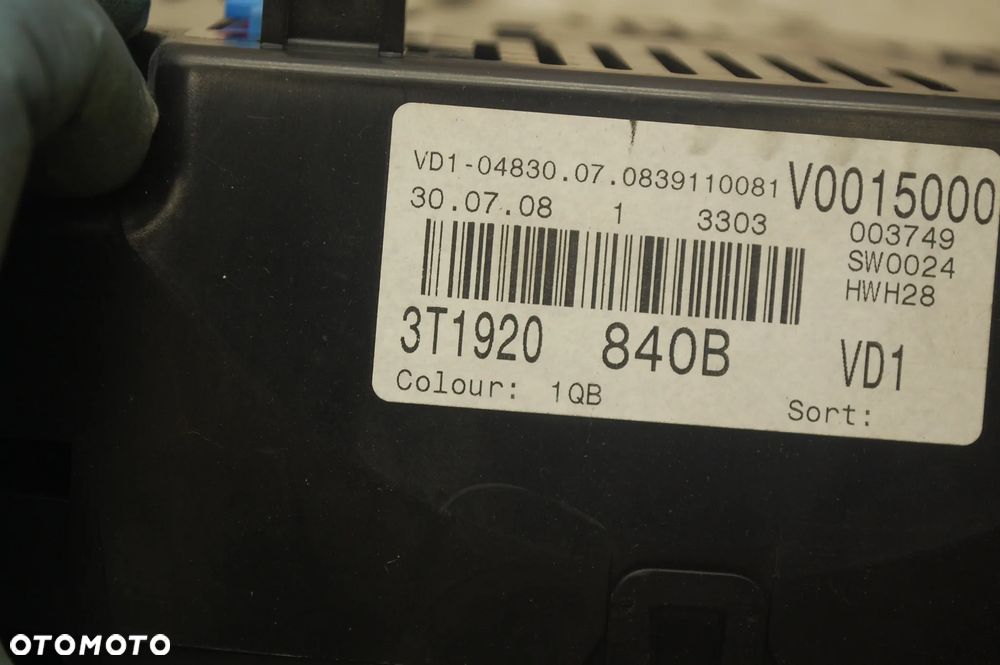 VD1-04830.07.0839110081 V0015000
30.07.08 1 3303 003749
SW0024
HWH28
3T1920 840B VD1
Colour: 1QB Sort:
OTOMOTO